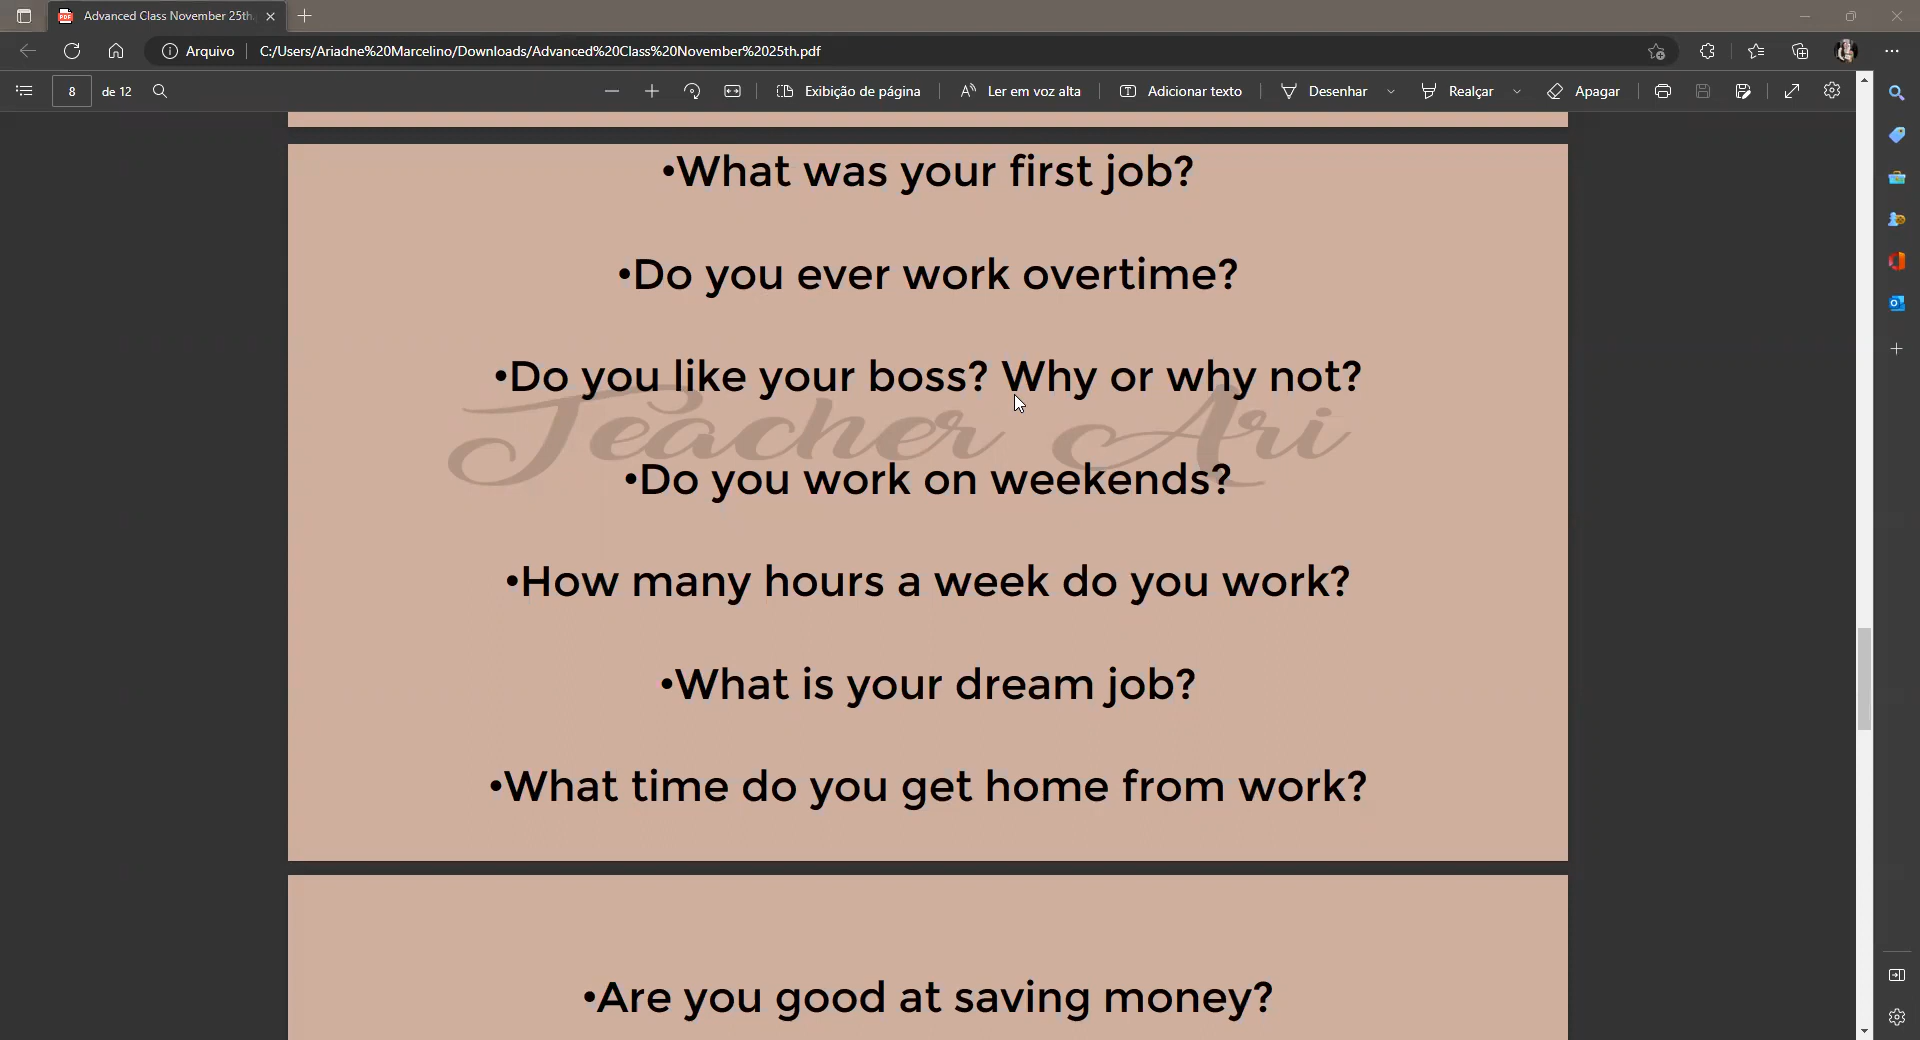 Advanced Class November 25th
Arquivo
C:/Users/Ariadne%20Marcelino/Downloads/Advanced%20Class%20November%2025th.pdf
8 de 12
Exibição de página
Ler em voz alta
Adicionar texto
Desenhar
Realçar
Apagar
•What was your first job?
•Do you ever work overtime?
•Do you like your boss? Why or why not?
Teacher Ari
•Do you work on weekends?
•How many hours a week do you work?
•What is your dream job?
•What time do you get home from work?
•Are you good at saving money?